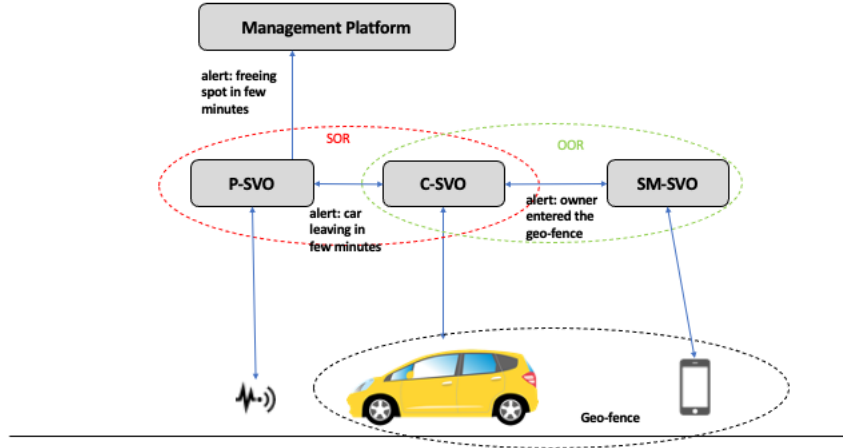 Management Platform
alert: freeing
spot in few
minutes
SOR
OOR
P-SVO
C-SVO
SM-SVO
alert: car
leaving in
few minutes
alert: owner
entered the
geo-fence
Geo-fence